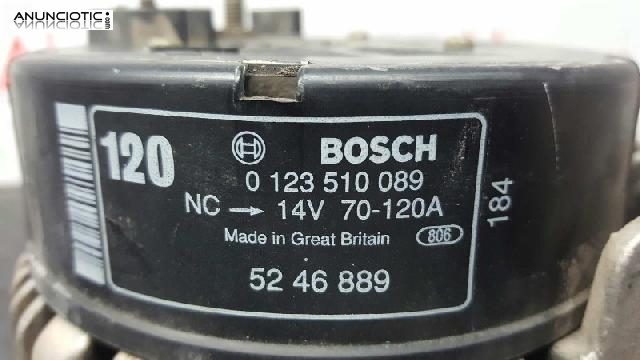 ANUNCIOTIC.com
120
BOSCH
0 123 510 089
NC → 14V 70-120A
Made in Great Britain 806
52 46 889
184